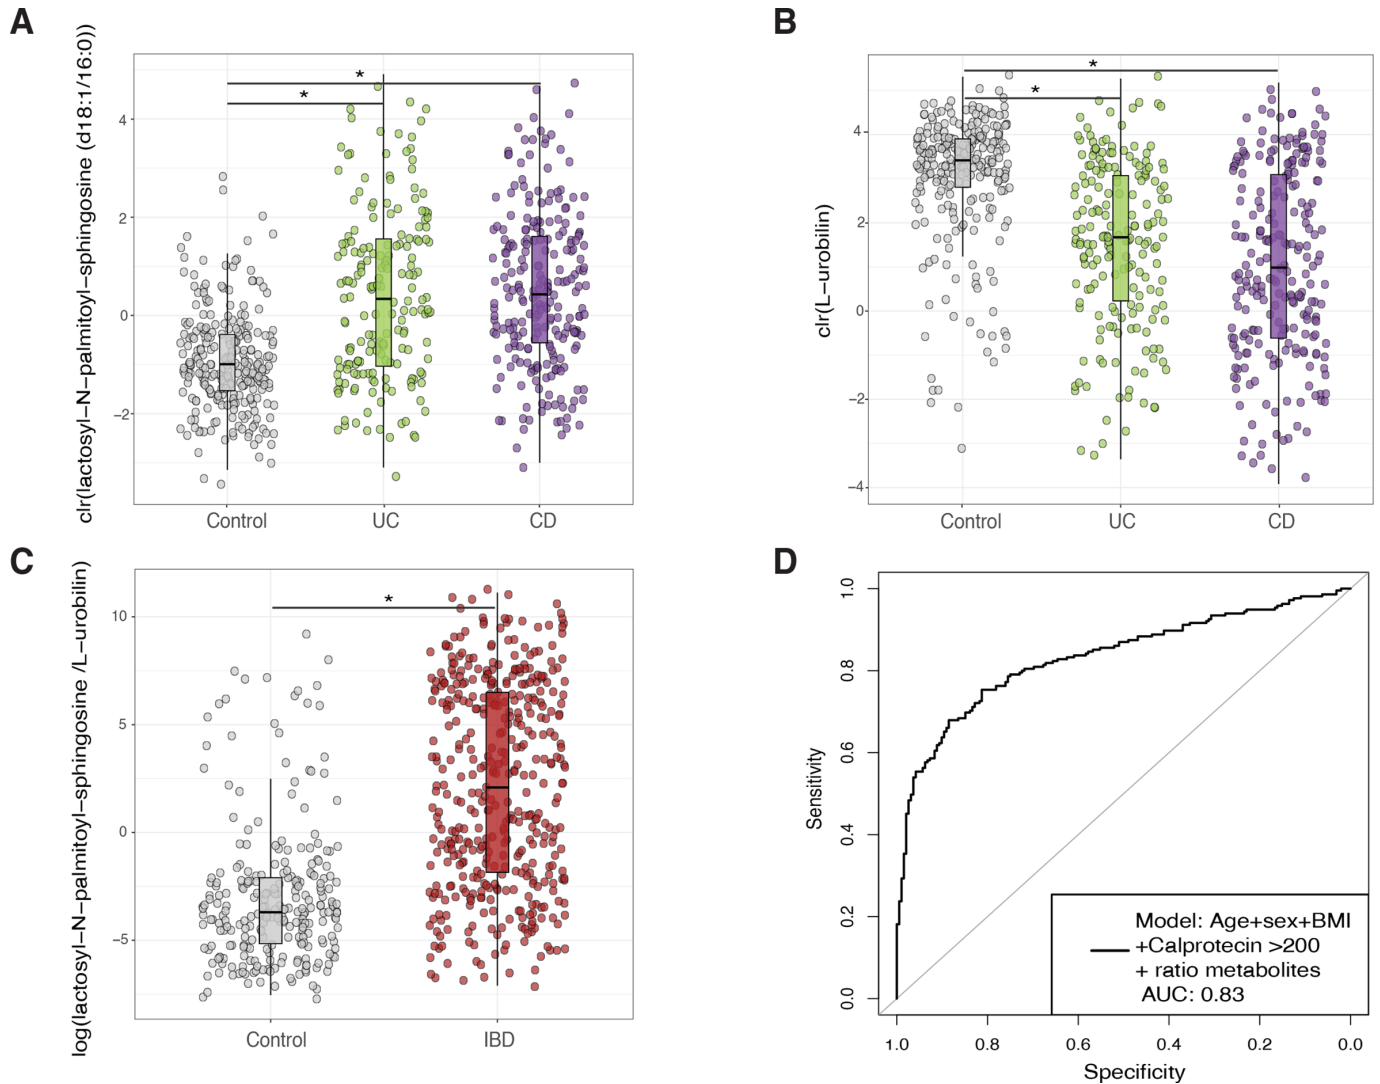 A
clr(lactosyl−N−palmitoyl−sphingosine (d18:1/16:0))
4
2
0
−2
*
*
Control
UC
CD
B
clr(L−urobilin)
4
2
0
−2
−4
*
*
Control
UC
CD
C
log(lactosyl−N−palmitoyl−sphingosine /L−urobilin)
10
5
0
−5
*
Control
IBD
D
Sensitivity
1.0
0.8
0.6
0.4
0.2
0.0
Model: Age+sex+BMI
+Calprotecin >200
+ ratio metabolites
AUC: 0.83
1.0
0.8
0.6
0.4
0.2
0.0
Specificity